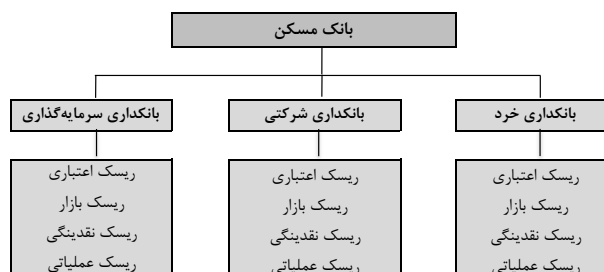 بانک مسکن
بانکداری خرد
بانکداری شرکتی
بانکداری سرمایه‌گذاری
ریسک اعتباری
ریسک بازار
ریسک نقدینگی
ریسک عملیاتی
ریسک اعتباری
ریسک بازار
ریسک نقدینگی
ریسک عملیاتی
ریسک اعتباری
ریسک بازار
ریسک نقدینگی
ریسک عملیاتی